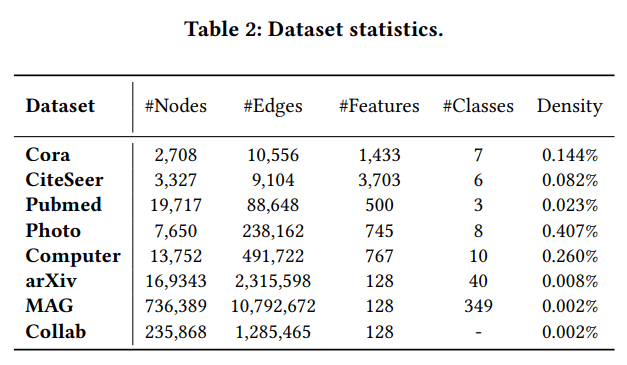 Table 2: Dataset statistics.
Dataset #Nodes #Edges #Features #Classes Density
Cora 2,708 10,556 1,433 7 0.144%
CiteSeer 3,327 9,104 3,703 6 0.082%
Pubmed 19,717 88,648 500 3 0.023%
Photo 7,650 238,162 745 8 0.407%
Computer 13,752 491,722 767 10 0.260%
arXiv 16,9343 2,315,598 128 40 0.008%
MAG 736,389 10,792,672 128 349 0.002%
Collab 235,868 1,285,465 128 - 0.002%